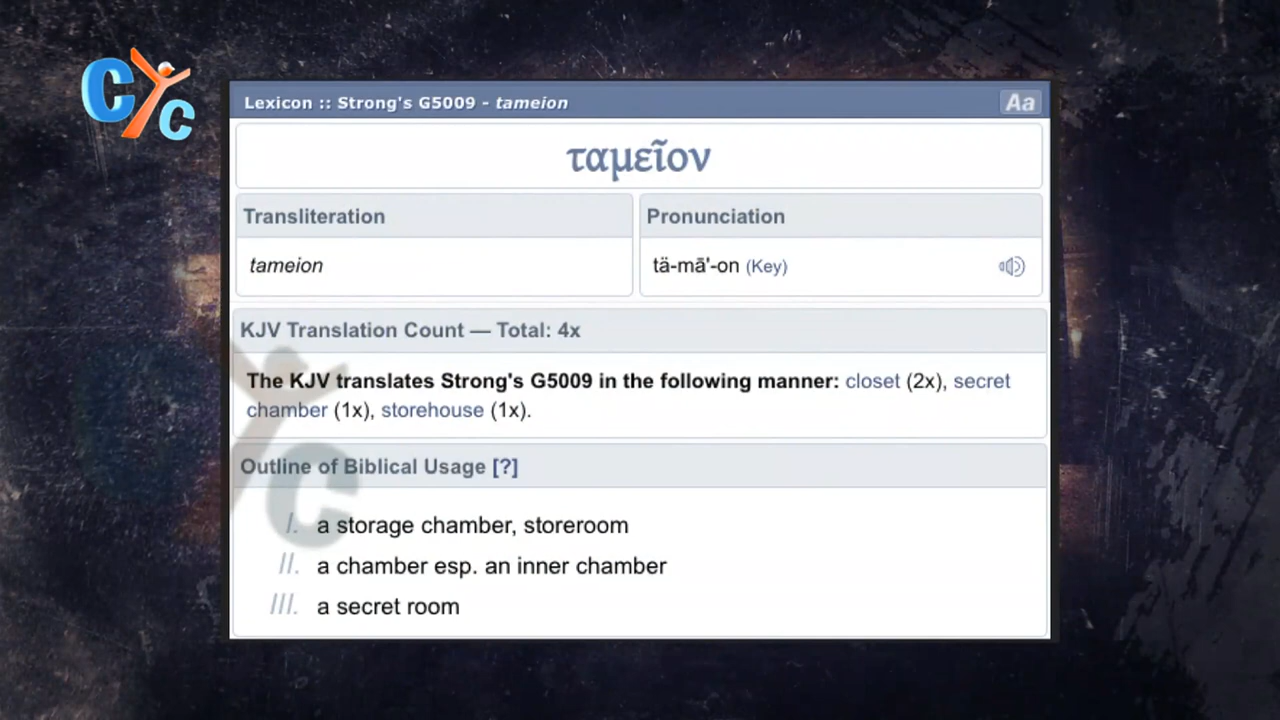 CYC
Lexicon :: Strong's G5009 - tameion
Aa
ταμεῖον
Transliteration
Pronunciation
tameion
tä-mā'-on (Key)
KJV Translation Count — Total: 4x
The KJV translates Strong's G5009 in the following manner: closet (2x), secret
chamber (1x), storehouse (1x).
Outline of Biblical Usage [?]
I. a storage chamber, storeroom
II. a chamber esp. an inner chamber
III. a secret room